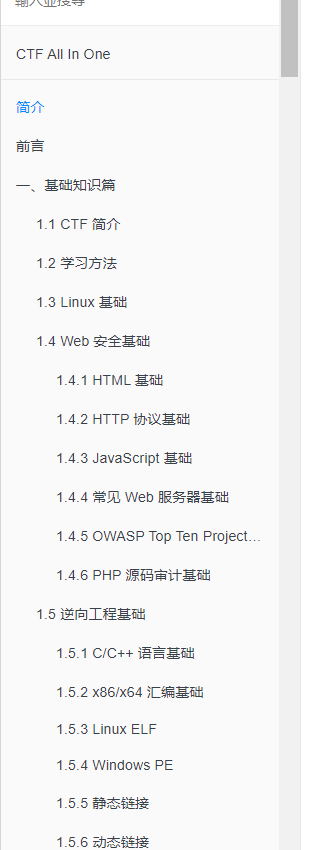 輸入並搜尋
CTF All In One
简介
前言
一、基础知识篇
1.1 CTF 简介
1.2 学习方法
1.3 Linux 基础
1.4 Web 安全基础
1.4.1 HTML 基础
1.4.2 HTTP 协议基础
1.4.3 JavaScript 基础
1.4.4 常见 Web 服务器基础
1.4.5 OWASP Top Ten Project…
1.4.6 PHP 源码审计基础
1.5 逆向工程基础
1.5.1 C/C++ 语言基础
1.5.2 x86/x64 汇编基础
1.5.3 Linux ELF
1.5.4 Windows PE
1.5.5 静态链接
1.5.6 动态链接